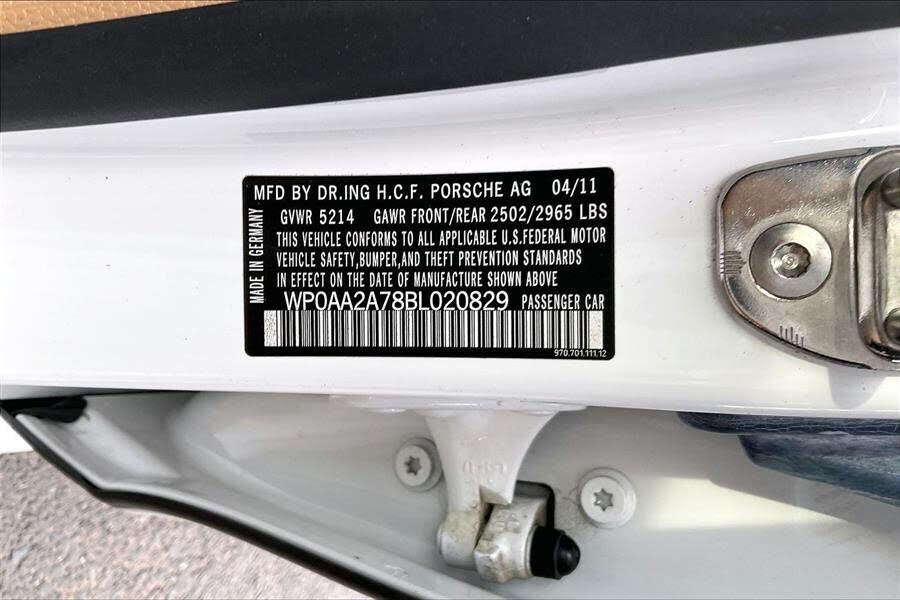 MFD BY DR.ING H.C.F. PORSCHE AG 04/11
GVWR 5214 GAWR FRONT/REAR 2502/2965 LBS
THIS VEHICLE CONFORMS TO ALL APPLICABLE U.S.FEDERAL MOTOR
VEHICLE SAFETY,BUMPER,AND THEFT PREVENTION STANDARDS
IN EFFECT ON THE DATE OF MANUFACTURE SHOWN ABOVE
WP0AA2A78BL020829 PASSENGER CAR
970.701.111.12
MADE IN GERMANY